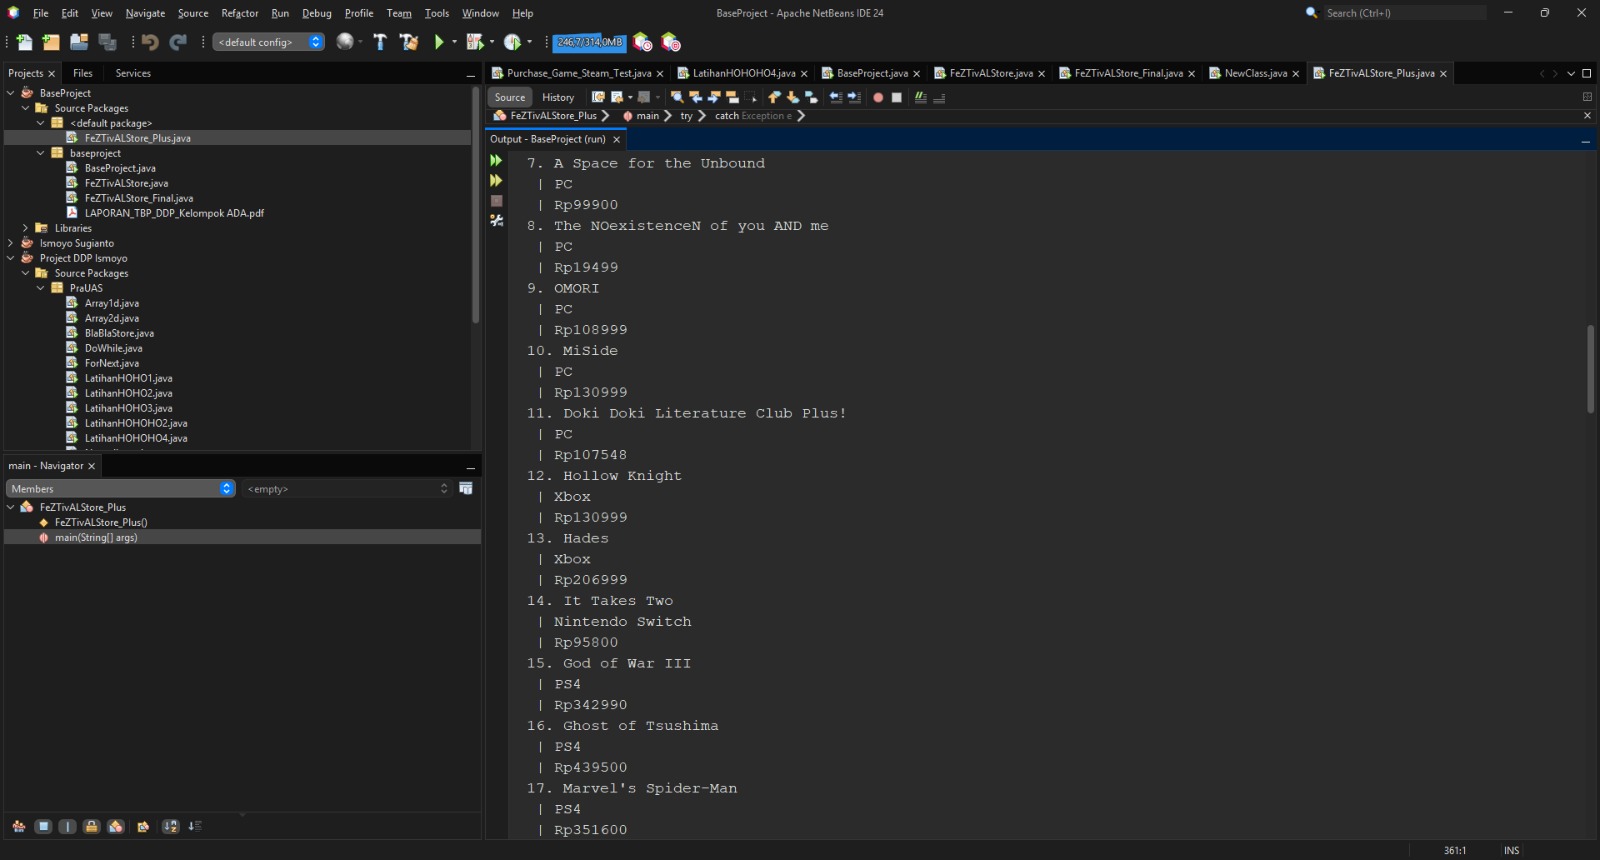 File Edit View Navigate Source Refactor Run Debug Profile Team Tools Window Help
BaseProject - Apache NetBeans IDE 24
Search (Ctrl+I)
<default config>
246,7/314,0MB
Projects
Files
Services
BaseProject
Source Packages
<default package>
FeZTivALStore_Plus.java
baseproject
BaseProject.java
FeZTivALStore.java
FeZTivALStore_Final.java
LAPORAN_TBP_DDP_Kelompok ADA.pdf
Libraries
Ismoyo Sugianto
Project DDP Ismoyo
Source Packages
PraUAS
Array1d.java
Array2d.java
BlaBlaStore.java
DoWhile.java
ForNext.java
LatihanHOHO1.java
LatihanHOHO2.java
LatihanHOHO3.java
LatihanHOHOHO2.java
LatihanHOHOHO4.java
main - Navigator
Members
<empty>
FeZTivALStore_Plus
FeZTivALStore_Plus()
main(String[] args)
Purchase_Game_Steam_Test.java
LatihanHOHOHO4.java
BaseProject.java
FeZTivALStore.java
FeZTivALStore_Final.java
NewClass.java
FeZTivALStore_Plus.java
Source
History
FeZTivALStore_Plus
main
try
catch Exception e
Output - BaseProject (run)
7. A Space for the Unbound
| PC
| Rp99900
8. The NOexistenceN of you AND me
| PC
| Rp19499
9. OMORI
| PC
| Rp108999
10. MiSide
| PC
| Rp130999
11. Doki Doki Literature Club Plus!
| PC
| Rp107548
12. Hollow Knight
| Xbox
| Rp130999
13. Hades
| Xbox
| Rp206999
14. It Takes Two
| Nintendo Switch
| Rp95800
15. God of War III
| PS4
| Rp342990
16. Ghost of Tsushima
| PS4
| Rp439500
17. Marvel's Spider-Man
| PS4
| Rp351600
361:1
INS